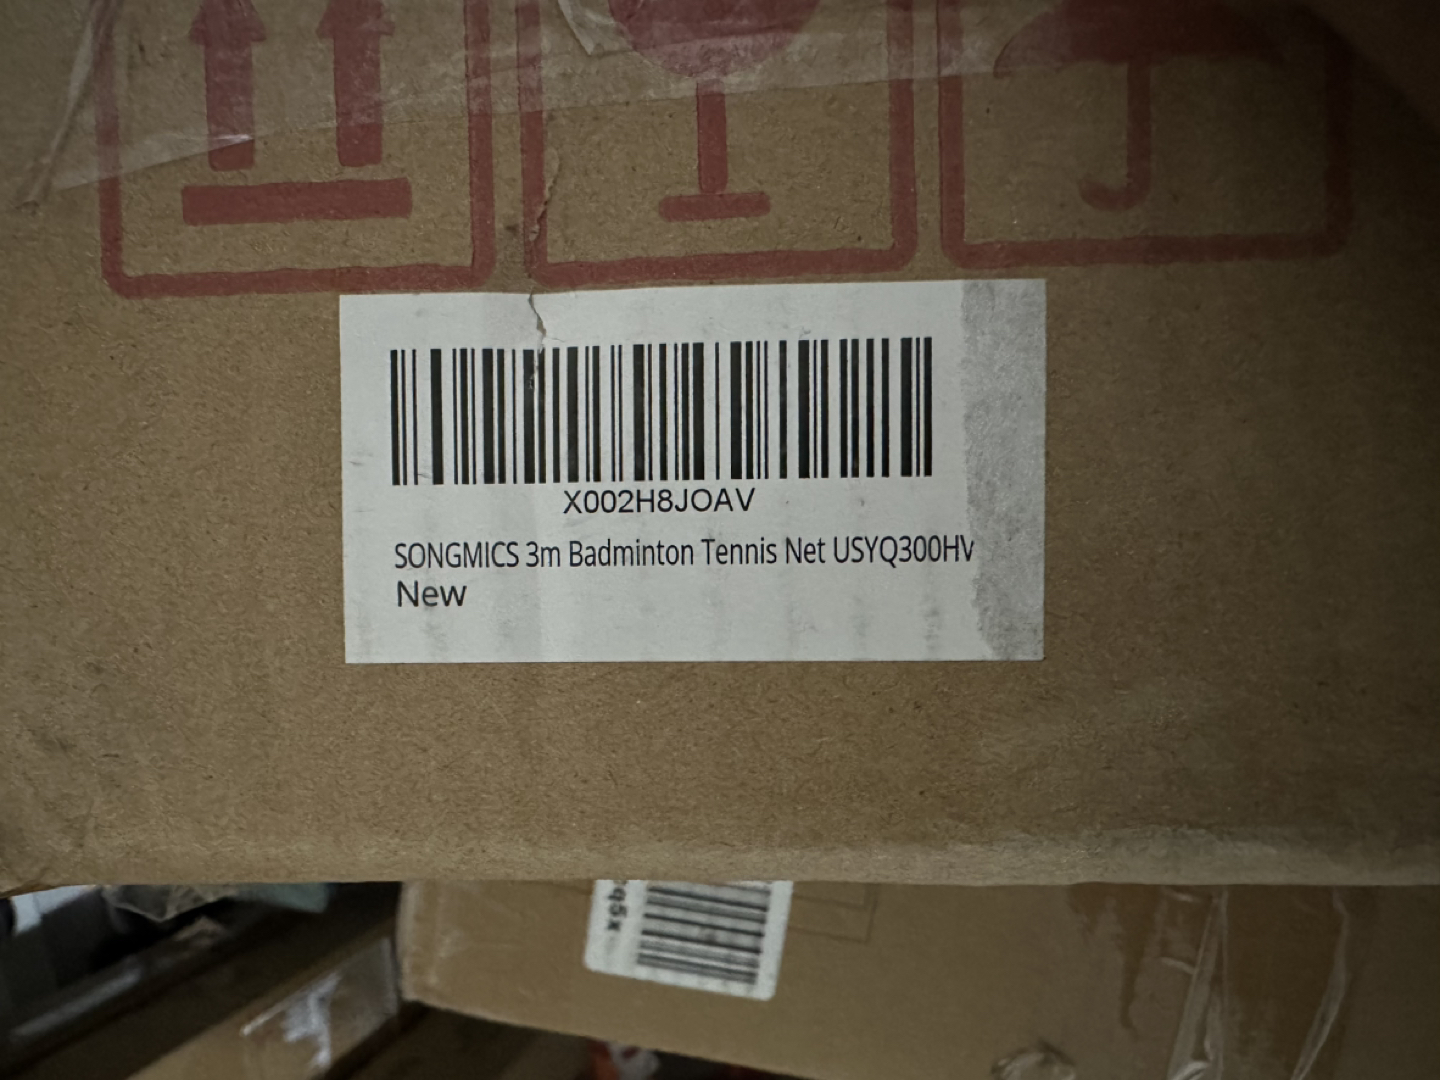 X002H8JOAV
SONGMICS 3m Badminton Tennis Net USYQ300HV
New